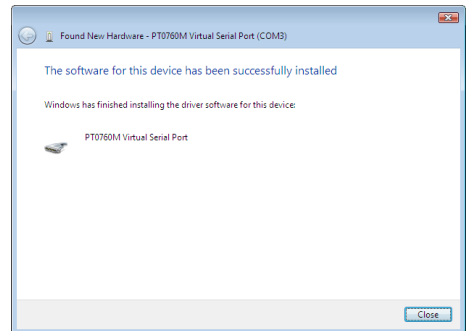 Found New Hardware - PT0760M Virtual Serial Port (COM3)
The software for this device has been successfully installed
Windows has finished installing the driver software for this device:
PT0760M Virtual Serial Port
Close